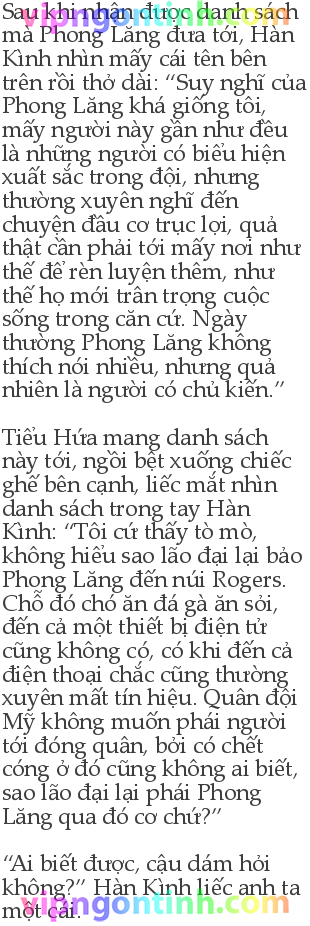 Sau khi nhận được danh sách
mà Phong Lăng đưa tới, Hàn
Kình nhìn mấy cái tên bên
trên rồi thở dài: “Suy nghĩ của
Phong Lăng khá giống tôi,
mấy người này gần như đều
là những người có biểu hiện
xuất sắc trong đội, nhưng
thường xuyên nghĩ đến
chuyện đầu cơ trục lợi, quả
thật cần phải tới mấy nơi như
thế để rèn luyện thêm, như
thế họ mới trân trọng cuộc
sống trong căn cứ. Ngày
thường Phong Lăng không
thích nói nhiều, nhưng quả
nhiên là người có chủ kiến.”
Tiểu Hứa mang danh sách
này tới, ngồi bệt xuống chiếc
ghế bên cạnh, liếc mắt nhìn
danh sách trong tay Hàn
Kình: “Tôi cứ thấy tò mò,
không hiểu sao lão đại lại bảo
Phong Lăng đến núi Rogers.
Chỗ đó chó ăn đá gà ăn sỏi,
đến cả một thiết bị điện tử
cũng không có, có khi đến cả
điện thoại chắc cũng thường
xuyên mất tín hiệu. Quân đội
Mỹ không muốn phái người
tới đóng quân, bởi có chết
cóng ở đó cũng không ai biết,
sao lão đại lại phái Phong
Lăng qua đó cơ chứ?”
“Ai biết được, cậu dám hỏi
không?” Hàn Kình liếc anh ta
một cái.
vipngontinh.com